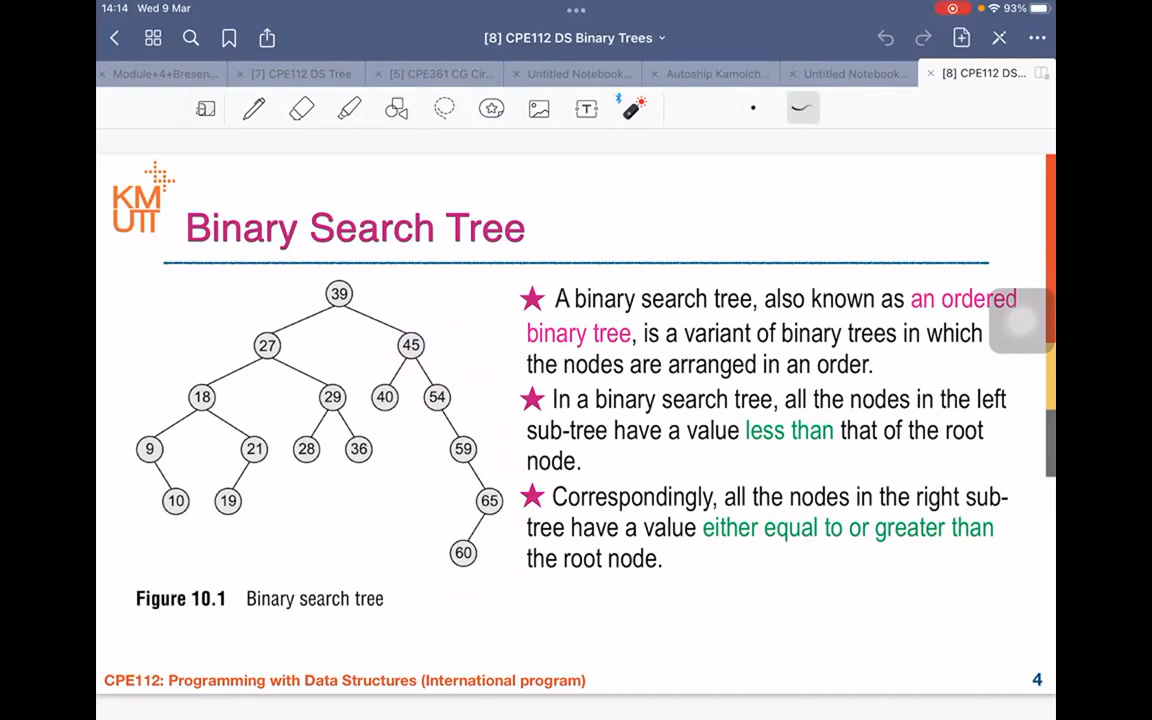 14:14 Wed 9 Mar
93%
[8] CPE112 DS Binary Trees
Module+4+Bresen...
[7] CPE112 DS Tree
[5] CPE361 CG Cir...
Untitled Notebook...
Autoship Kamolch...
Untitled Notebook...
[8] CPE112 DS...
T
KM
UTT
Binary Search Tree
39
27 45
18 29 40 54
9 21 28 36 59
10 19 65
60
Figure 10.1 Binary search tree
★ A binary search tree, also known as an ordered
binary tree, is a variant of binary trees in which
the nodes are arranged in an order.
★ In a binary search tree, all the nodes in the left
sub-tree have a value less than that of the root
node.
★ Correspondingly, all the nodes in the right sub-
tree have a value either equal to or greater than
the root node.
CPE112: Programming with Data Structures (International program)
4